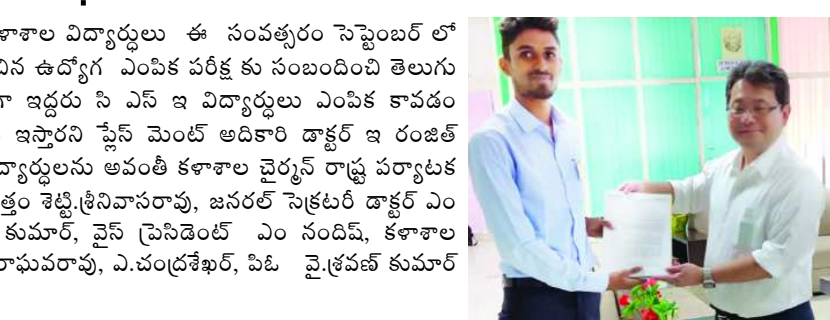 ళాశాల విద్యార్థులు ఈ సంవత్సరం సెప్టెంబర్ లో
చిన ఉద్యోగ ఎంపిక పరీక్ష కు సంబందించి తెలుగు
గా ఇద్దరు సి ఎస్ ఇ విద్యార్థులు ఎంపిక కావడం
ఇస్తారని ప్లేస్ మెంట్ అదికారి డాక్టర్ ఇ రంజిత్
ద్యార్థులను అవంతీ కళాశాల చైర్మన్ రాష్ట్ర పర్యాటక
త్తం శెట్టి.శ్రీనివాసరావు, జనరల్ సెక్రటరీ డాక్టర్ ఎం
కుమార్, వైస్ ప్రెసిడెంట్ ఎం నందిష్, కళాశాల
రాఘవరావు, ఎ.చంద్రశేఖర్, పిఓ వై.శ్రవణ్ కుమార్